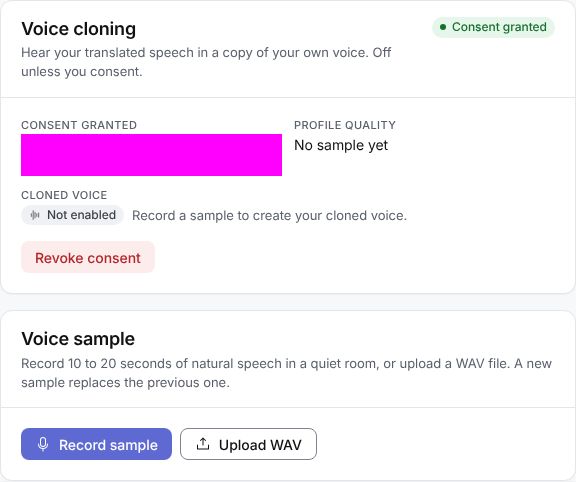 Voice cloning
Consent granted
Hear your translated speech in a copy of your own voice. Off
unless you consent.
CONSENT GRANTED
PROFILE QUALITY
No sample yet
CLONED VOICE
Not enabled
Record a sample to create your cloned voice.
Revoke consent
Voice sample
Record 10 to 20 seconds of natural speech in a quiet room, or upload a WAV file. A new
sample replaces the previous one.
Record sample
Upload WAV